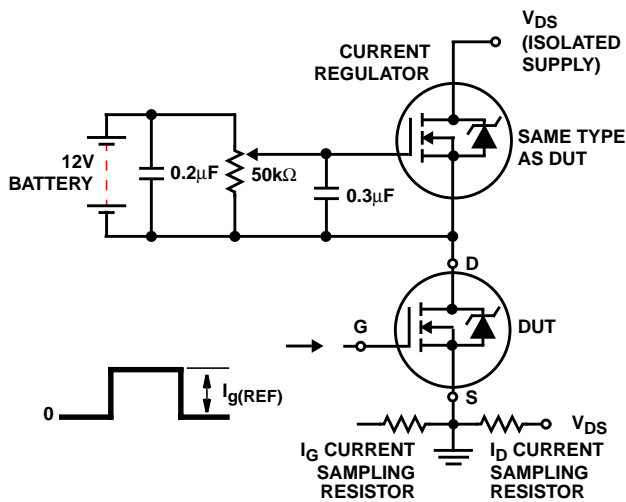 V_DS
(ISOLATED
SUPPLY)
CURRENT
REGULATOR
SAME TYPE
AS DUT
12V
BATTERY
0.2μF
50kΩ
0.3μF
D
G
DUT
I_g(REF)
0
S
V_DS
I_G CURRENT
SAMPLING
RESISTOR
I_D CURRENT
SAMPLING
RESISTOR